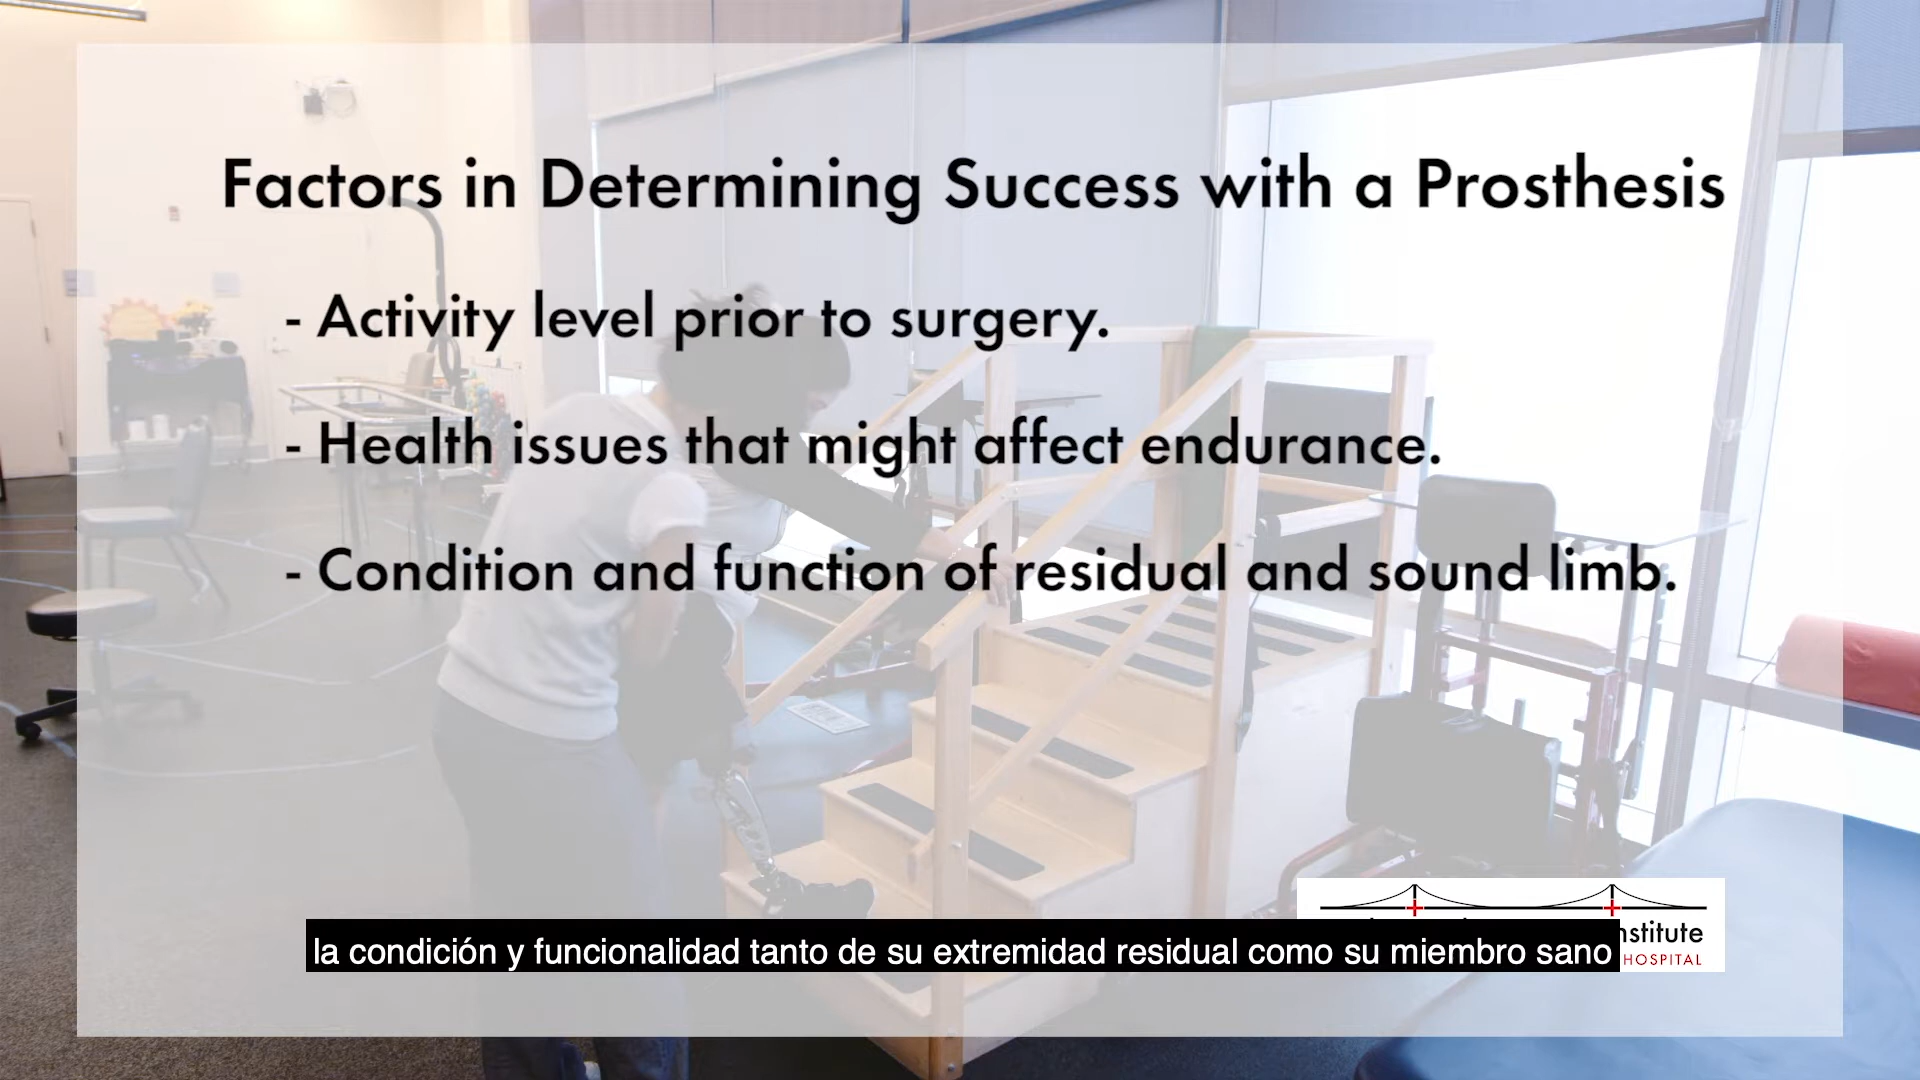 Factors in Determining Success with a Prosthesis
- Activity level prior to surgery.
- Health issues that might affect endurance.
- Condition and function of residual and sound limb.
la condición y funcionalidad tanto de su extremidad residual como su miembro sano
HOSPITAL